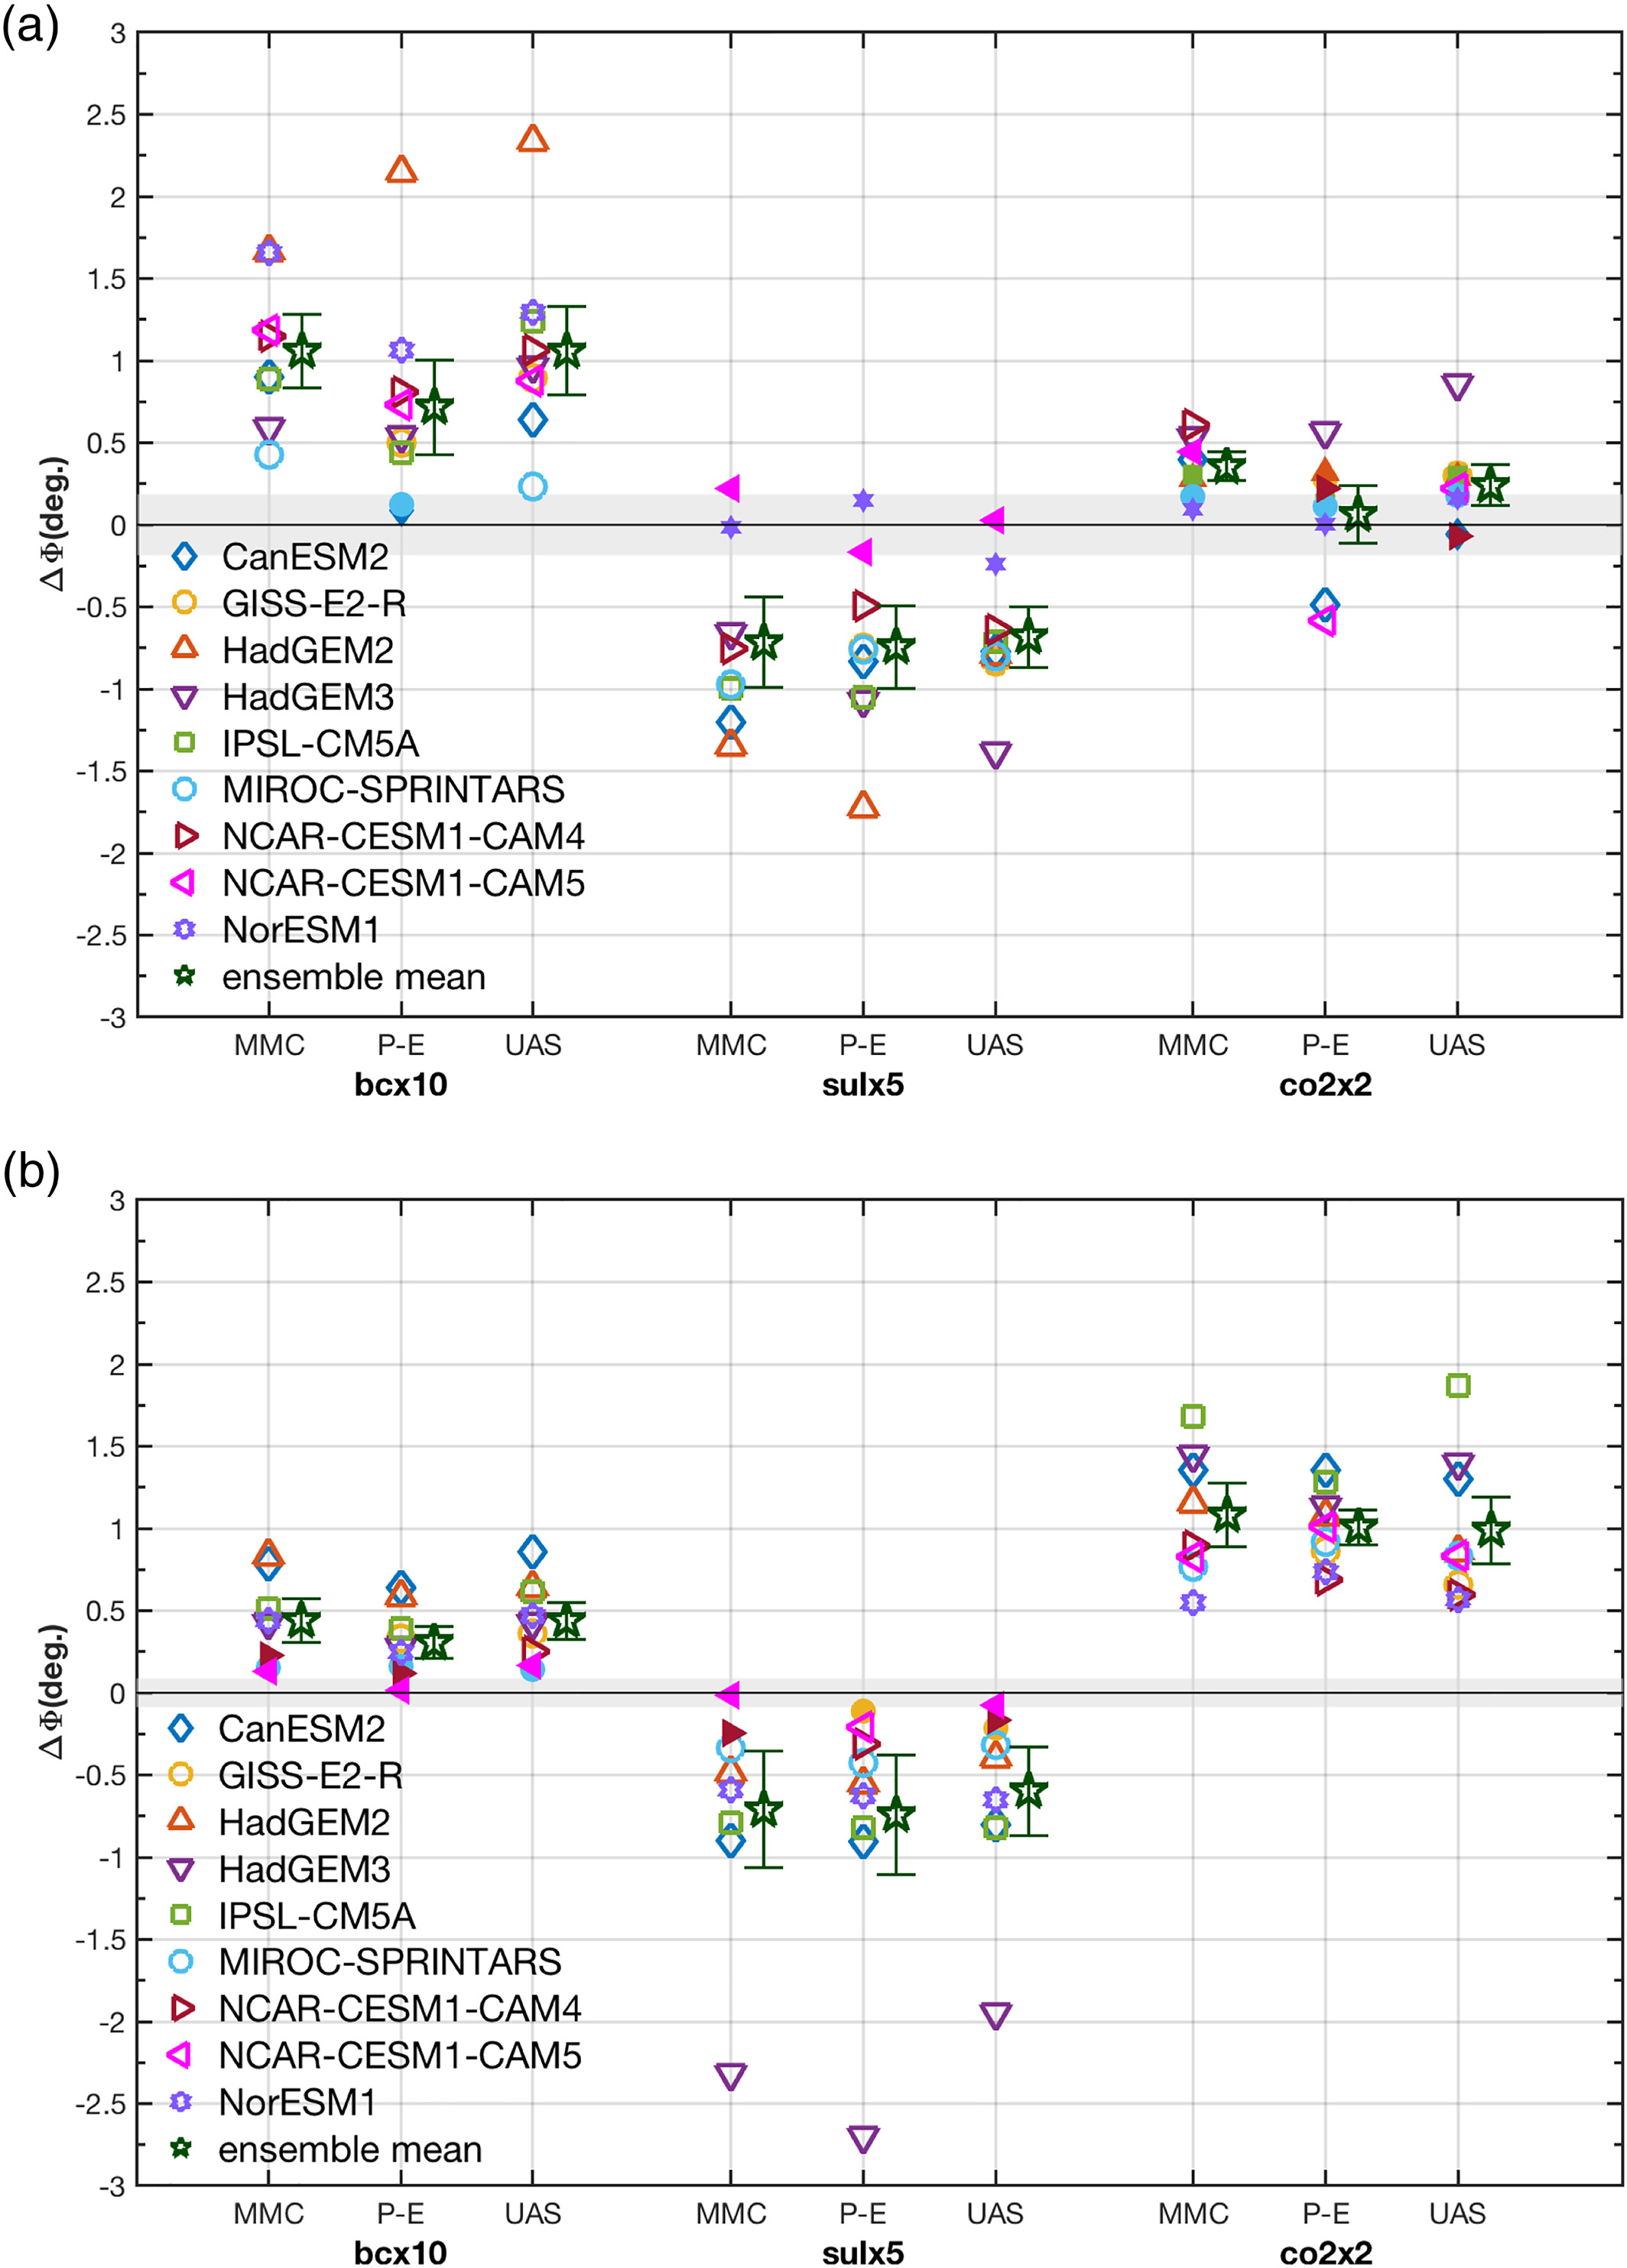 (a)
3
2.5
2
1.5
1
0.5
0
-0.5
-1
-1.5
-2
-2.5
-3
ΔΦ(deg.)
CanESM2
GISS-E2-R
HadGEM2
HadGEM3
IPSL-CM5A
MIROC-SPRINTARS
NCAR-CESM1-CAM4
NCAR-CESM1-CAM5
NorESM1
ensemble mean
MMC P-E UAS MMC P-E UAS MMC P-E UAS
bcx10 sulx5 co2x2
(b)
3
2.5
2
1.5
1
0.5
0
-0.5
-1
-1.5
-2
-2.5
-3
ΔΦ(deg.)
CanESM2
GISS-E2-R
HadGEM2
HadGEM3
IPSL-CM5A
MIROC-SPRINTARS
NCAR-CESM1-CAM4
NCAR-CESM1-CAM5
NorESM1
ensemble mean
MMC P-E UAS MMC P-E UAS MMC P-E UAS
bcx10 sulx5 co2x2